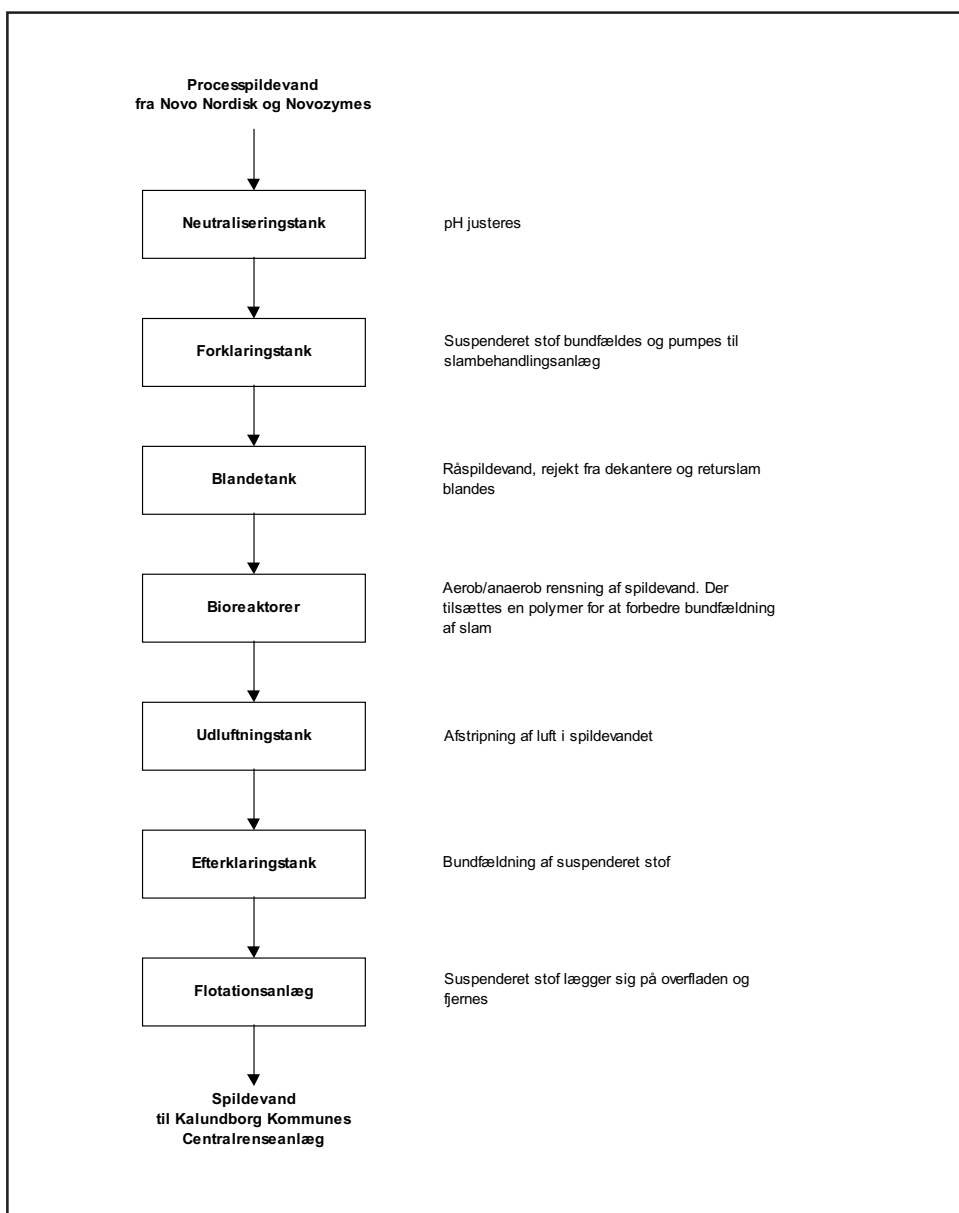 Processpildevand
fra Novo Nordisk og Novozymes
Neutraliseringstank
pH justeres
Forklaringstank
Suspenderet stof bundfældes og pumpes til
slambehandlingsanlæg
Blandetank
Råspildevand, rejekt fra dekantere og returslam
blandes
Bioreaktorer
Aerob/anaerob rensning af spildevand. Der
tilsættes en polymer for at forbedre bundfældning
af slam
Udluftningstank
Afstripning af luft i spildevandet
Efterklaringstank
Bundfældning af suspenderet stof
Flotationsanlæg
Suspenderet stof lægger sig på overfladen og
fjernes
Spildevand
til Kalundborg Kommunes
Centralrenseanlæg